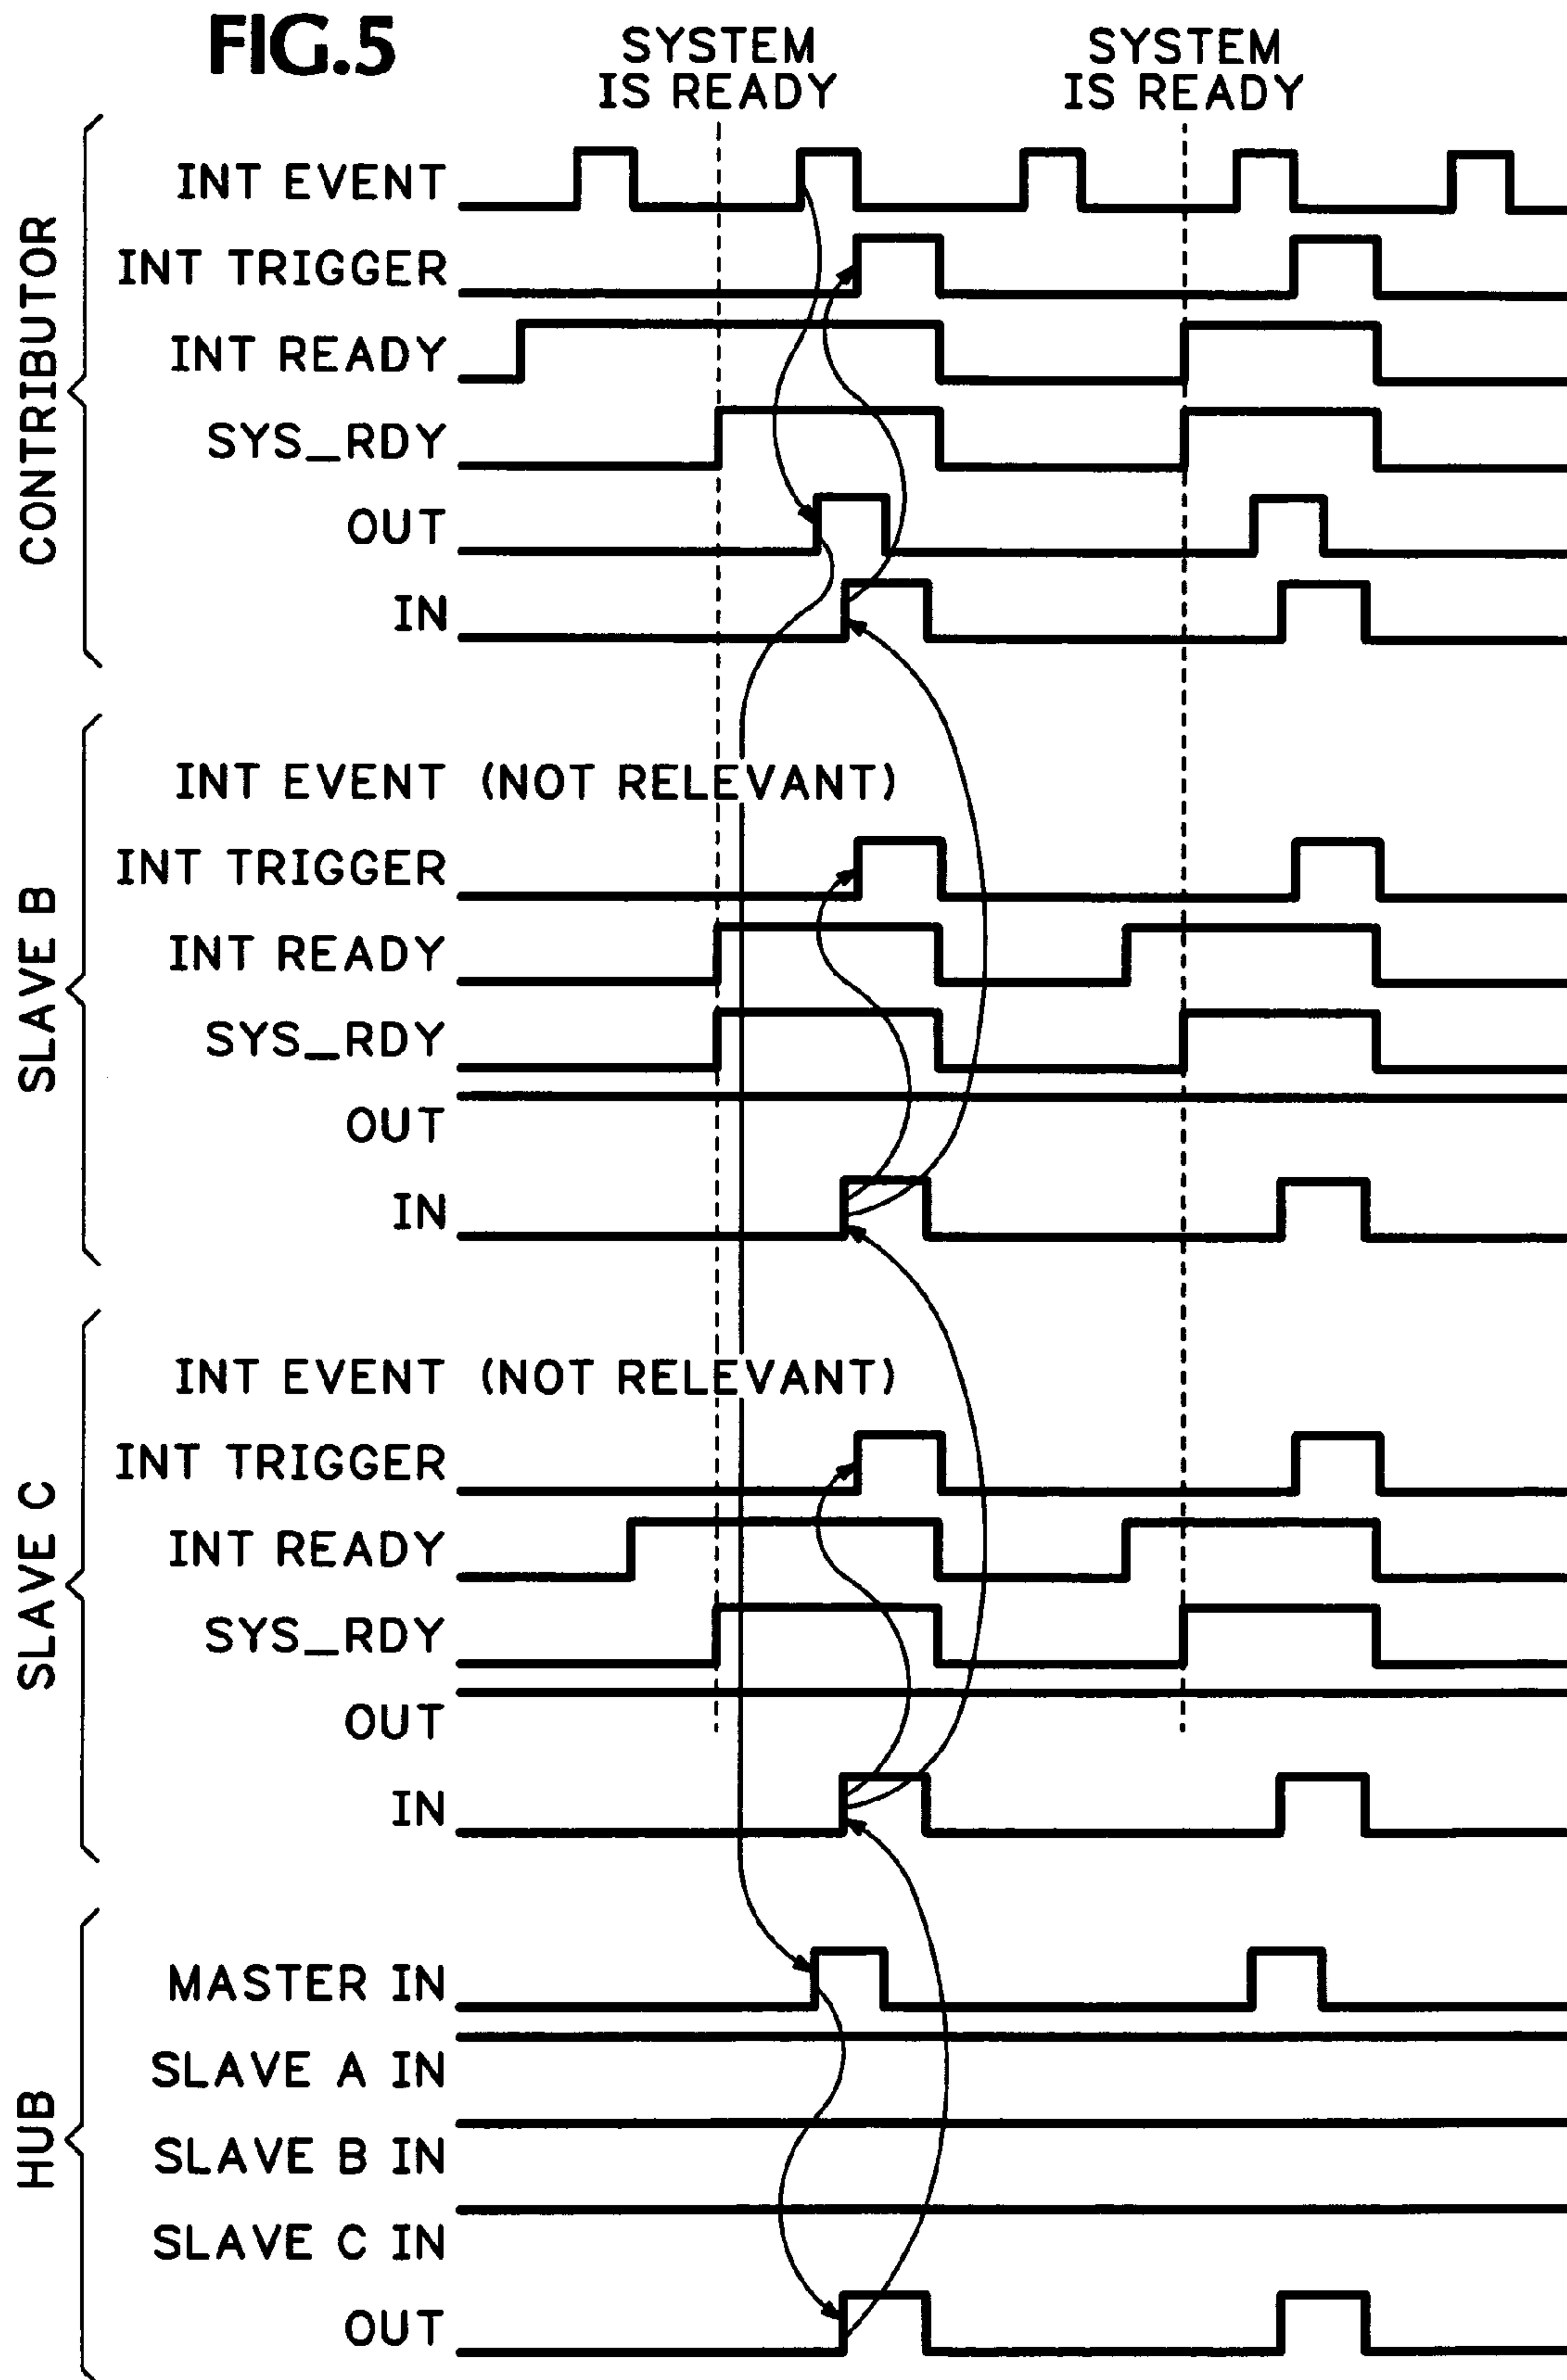 FIG.5
SYSTEM
IS READY
SYSTEM
IS READY
CONTRIBUTOR
INT EVENT
INT TRIGGER
INT READY
SYS_RDY
OUT
IN
SLAVE B
INT EVENT (NOT RELEVANT)
INT TRIGGER
INT READY
SYS_RDY
OUT
IN
SLAVE C
INT EVENT (NOT RELEVANT)
INT TRIGGER
INT READY
SYS_RDY
OUT
IN
HUB
MASTER IN
SLAVE A IN
SLAVE B IN
SLAVE C IN
OUT